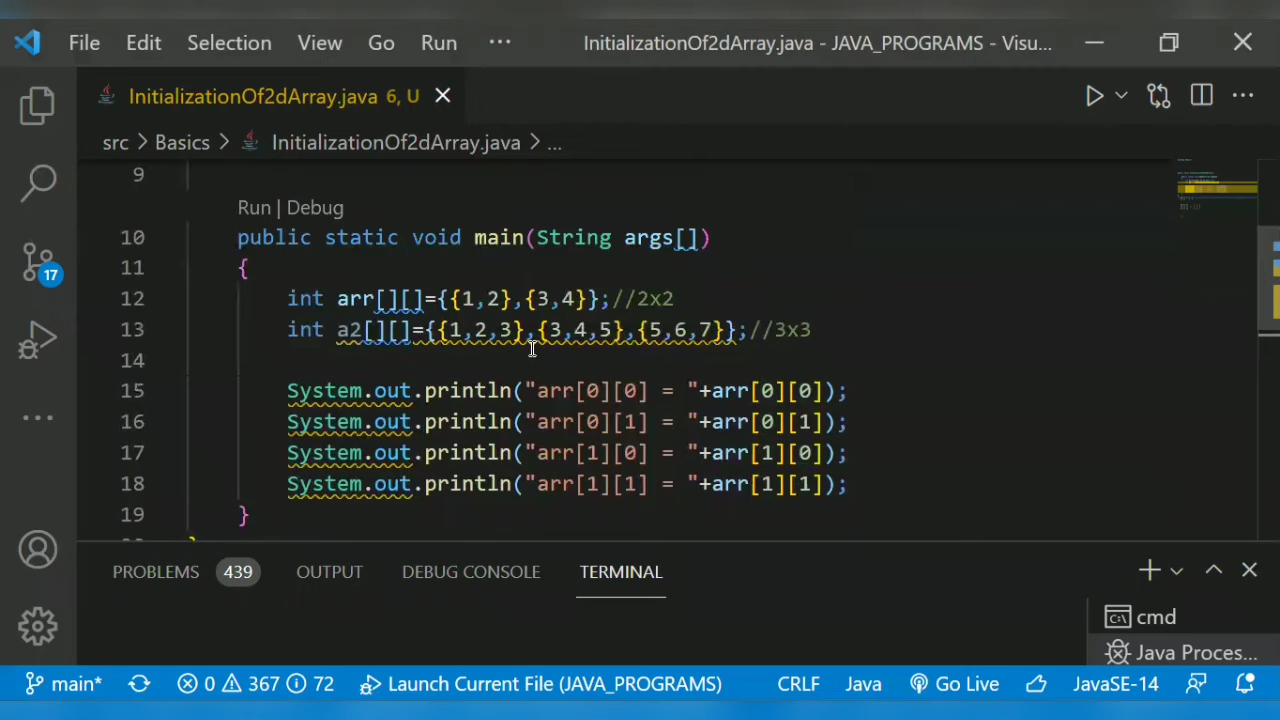 File Edit Selection View Go Run ··· InitializationOf2dArray.java - JAVA_PROGRAMS - Visu...
InitializationOf2dArray.java 6, U
src > Basics > InitializationOf2dArray.java > ...
9
Run | Debug
10 public static void main(String args[])
11 {
12 int arr[][]={{1,2},{3,4}};//2x2
13 int a2[][]={{1,2,3},{3,4,5},{5,6,7}};//3x3
14
15 System.out.println("arr[0][0] = "+arr[0][0]);
16 System.out.println("arr[0][1] = "+arr[0][1]);
17 System.out.println("arr[1][0] = "+arr[1][0]);
18 System.out.println("arr[1][1] = "+arr[1][1]);
19 }
17
PROBLEMS 439 OUTPUT DEBUG CONSOLE TERMINAL
cmd
Java Proces...
main* 0 367 72 Launch Current File (JAVA_PROGRAMS) CRLF Java Go Live JavaSE-14